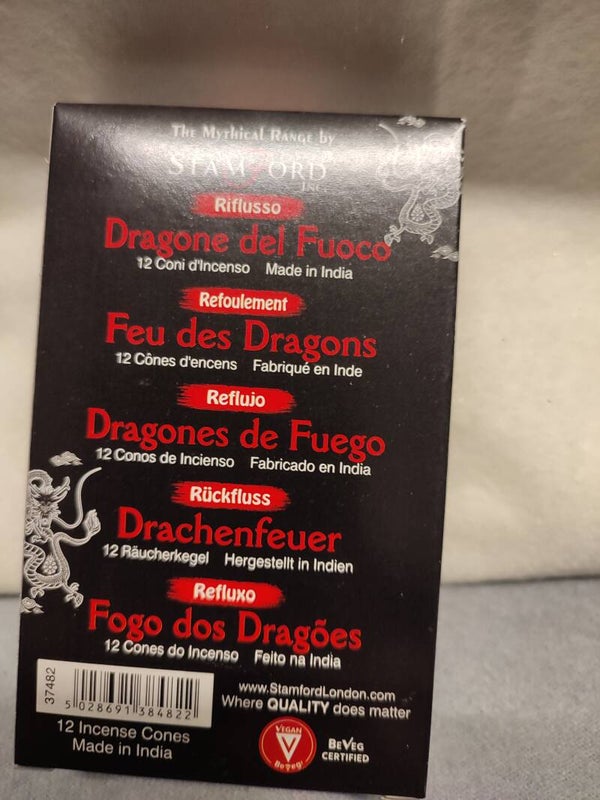 The Mythical Range by
STAMFORD
INC
Riflusso
Dragone del Fuoco
12 Coni d'Incenso Made in India
Refoulement
Feu des Dragons
12 Cônes d'encens Fabriqué en Inde
Reflujo
Dragones de Fuego
12 Conos de Incienso Fabricado en India
Rückfluss
Drachenfeuer
12 Räucherkegel Hergestellt in Indien
Refluxo
Fogo dos Dragões
12 Cones do Incenso Feito na India
37482
5 028691 384822
12 Incense Cones
Made in India
www.StamfordLondon.com
Where QUALITY does matter
VEGAN
V
BeVeg!
BEVEG
CERTIFIED